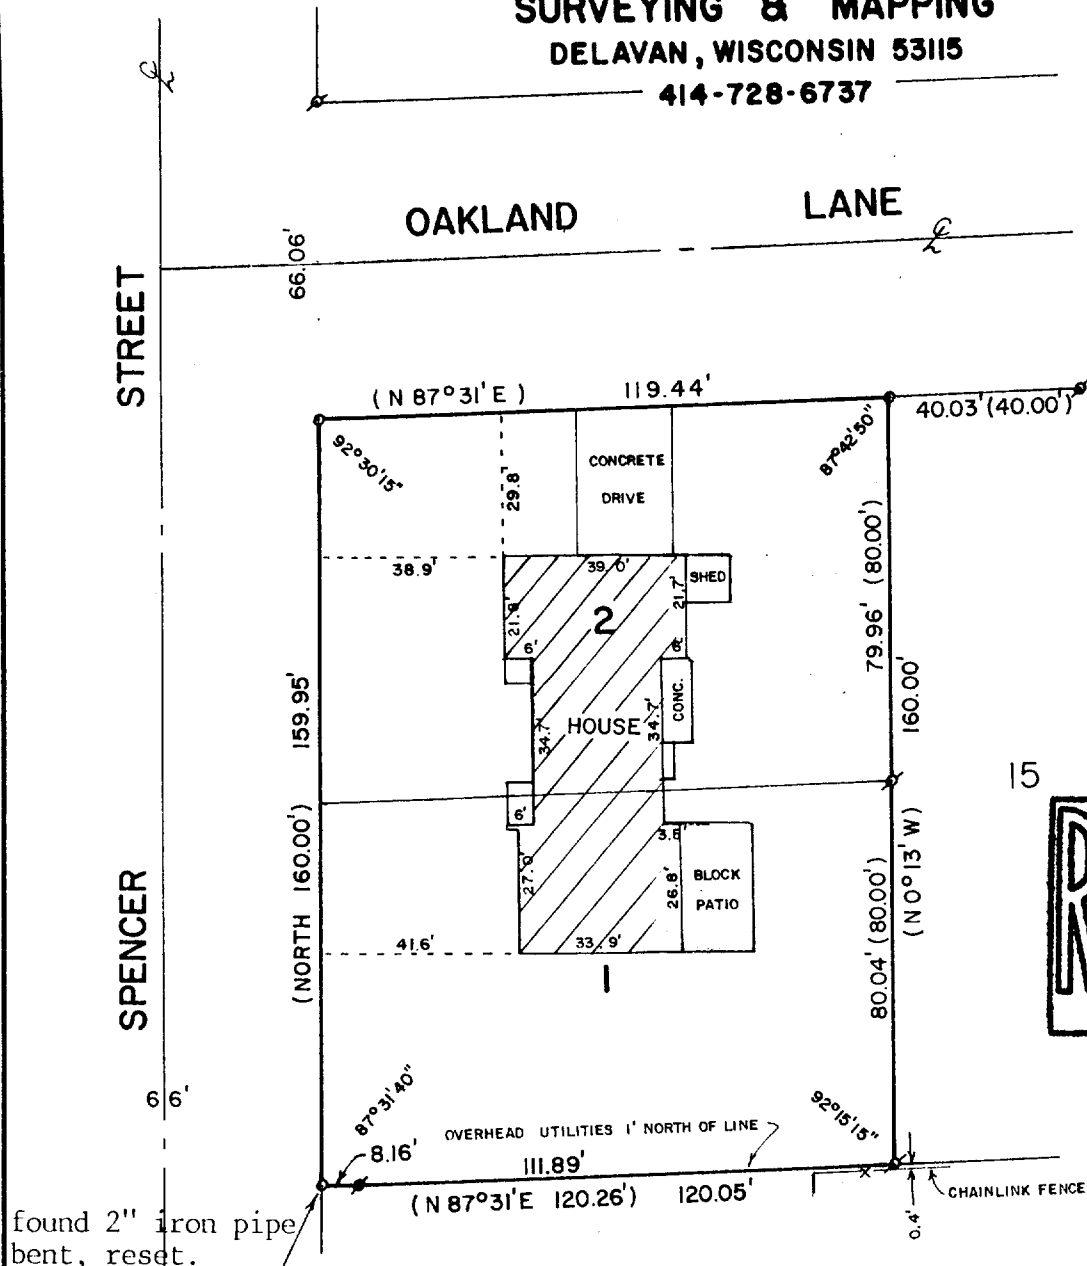 SURVEYING & MAPPING
DELAVAN, WISCONSIN 53115
414-728-6737
OAKLAND LANE
66.06'
STREET
(N 87°31'E)
119.44'
40.03' (40.00')
92°30'15"
87°42'50"
29.8'
CONCRETE
DRIVE
38.9'
39.0'
SHED
21.7'
2
6'
6'
79.96' (80.00')
160.00'
159.95'
CONC.
HOUSE
34.7'
34.7'
15
6'
3.8'
(NORTH 160.00')
(N 0°13' W)
27.0'
26.8'
BLOCK
PATIO
41.6'
33.9'
1
80.04' (80.00')
SPENCER
66'
87°31'40"
92°15'15"
OVERHEAD UTILITIES 1' NORTH OF LINE
8.16'
111.89'
(N 87°31'E 120.26') 120.05'
CHAINLINK FENCE
0.4'
found 2" iron pipe
bent, reset.